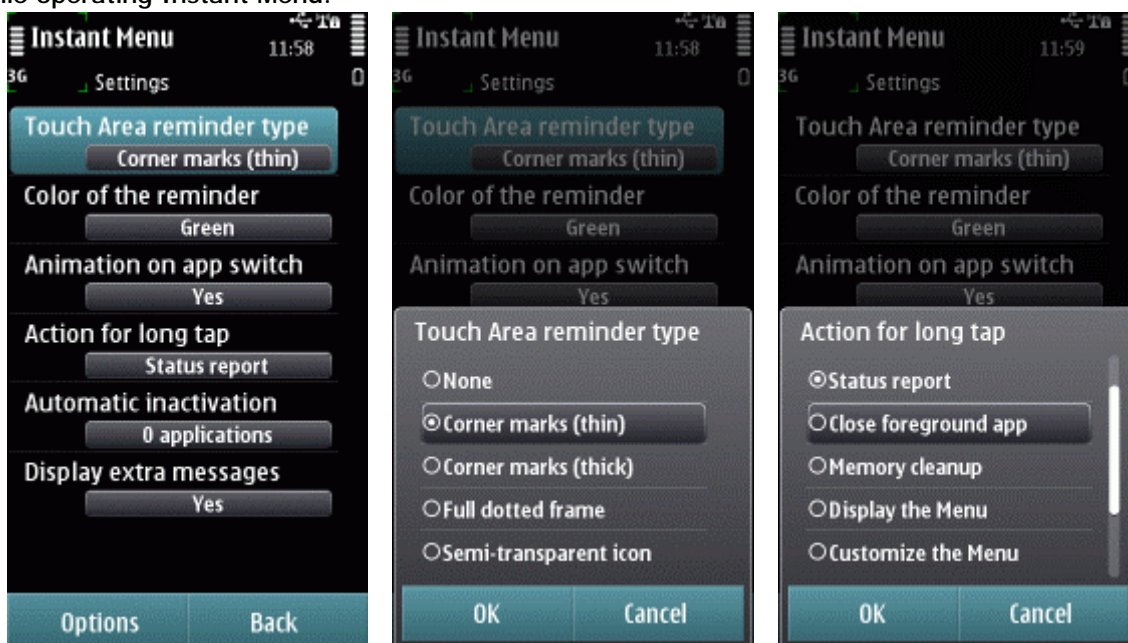 while operating Instant Menu:
Instant Menu
11:58
3G
Settings
Touch Area reminder type
Corner marks (thin)
Color of the reminder
Green
Animation on app switch
Yes
Action for long tap
Status report
Automatic inactivation
0 applications
Display extra messages
Yes
Options Back
Instant Menu
11:58
3G
Settings
Touch Area reminder type
Corner marks (thin)
Color of the reminder
Green
Animation on app switch
Yes
Touch Area reminder type
None
Corner marks (thin)
Corner marks (thick)
Full dotted frame
Semi-transparent icon
OK Cancel
Instant Menu
11:59
3G
Settings
Touch Area reminder type
Corner marks (thin)
Color of the reminder
Green
Animation on app switch
Yes
Action for long tap
Status report
Close foreground app
Memory cleanup
Display the Menu
Customize the Menu
OK Cancel